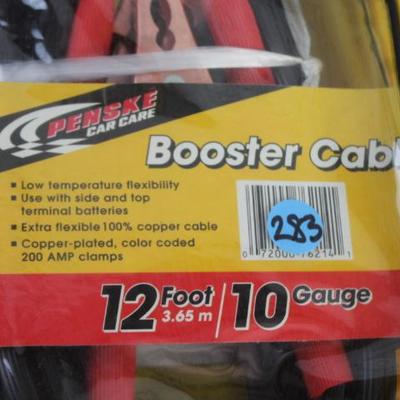 PENSKE
CAR CARE
Booster Cabl
▪ Low temperature flexibility
▪ Use with side and top
terminal batteries
▪ Extra flexible 100% copper cable
▪ Copper-plated, color coded
200 AMP clamps
283
0 72000 76214 1
12 Foot 3.65 m / 10 Gauge